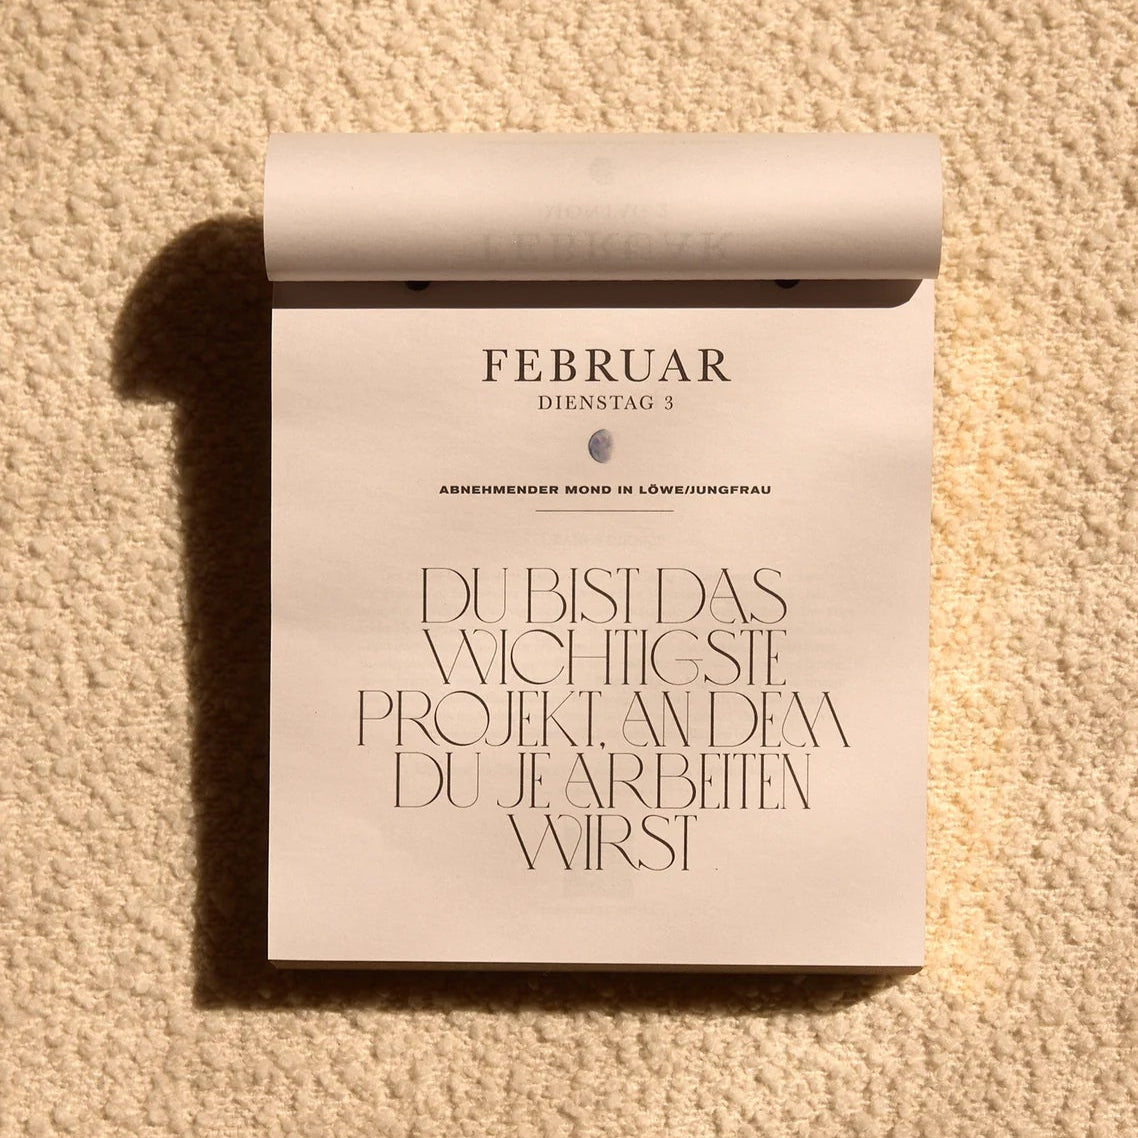 FEBRUAR
DIENSTAG 3
ABNEHMENDER MOND IN LÖWE/JUNGFRAU
DU BIST DAS
WICHTIGSTE
PROJEKT, AN DEM
DU JE ARBEITEN
WIRST